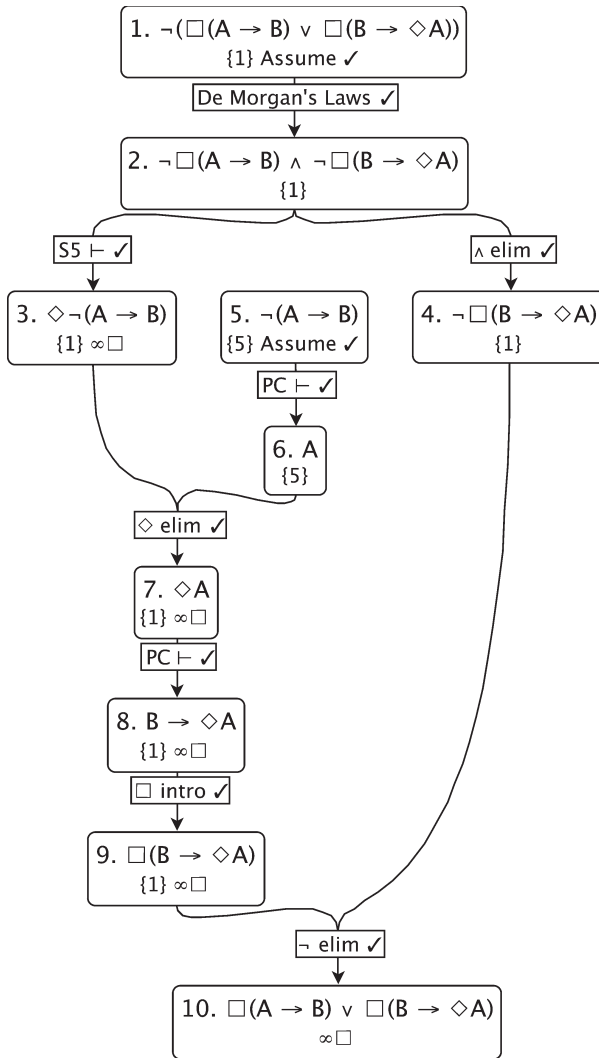 1. ¬(□(A → B) ∨ □(B → ◇A))
{1} Assume ✓
De Morgan's Laws ✓
2. ¬□(A → B) ∧ ¬□(B → ◇A)
{1}
S5 ⊢ ✓
∧ elim ✓
3. ◇¬(A → B)
{1} ∞□
5. ¬(A → B)
{5} Assume ✓
4. ¬□(B → ◇A)
{1}
PC ⊢ ✓
6. A
{5}
◇ elim ✓
7. ◇A
{1} ∞□
PC ⊢ ✓
8. B → ◇A
{1} ∞□
□ intro ✓
9. □(B → ◇A)
{1} ∞□
¬ elim ✓
10. □(A → B) ∨ □(B → ◇A)
∞□